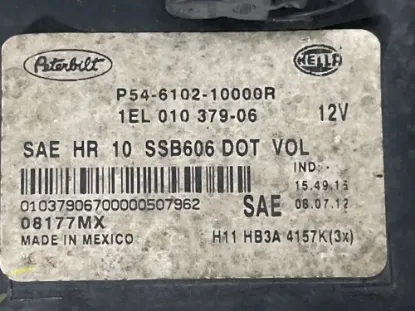 Peterbilt
HELLA
P54-6102-10000R
1EL 010 379-06 12V
SAE HR 10 SSB606 DOT VOL
IND:-
15.49.15
01037906700000507962
SAE 08.07.12
08177MX
MADE IN MEXICO
H11 HB3A 4157K(3x)